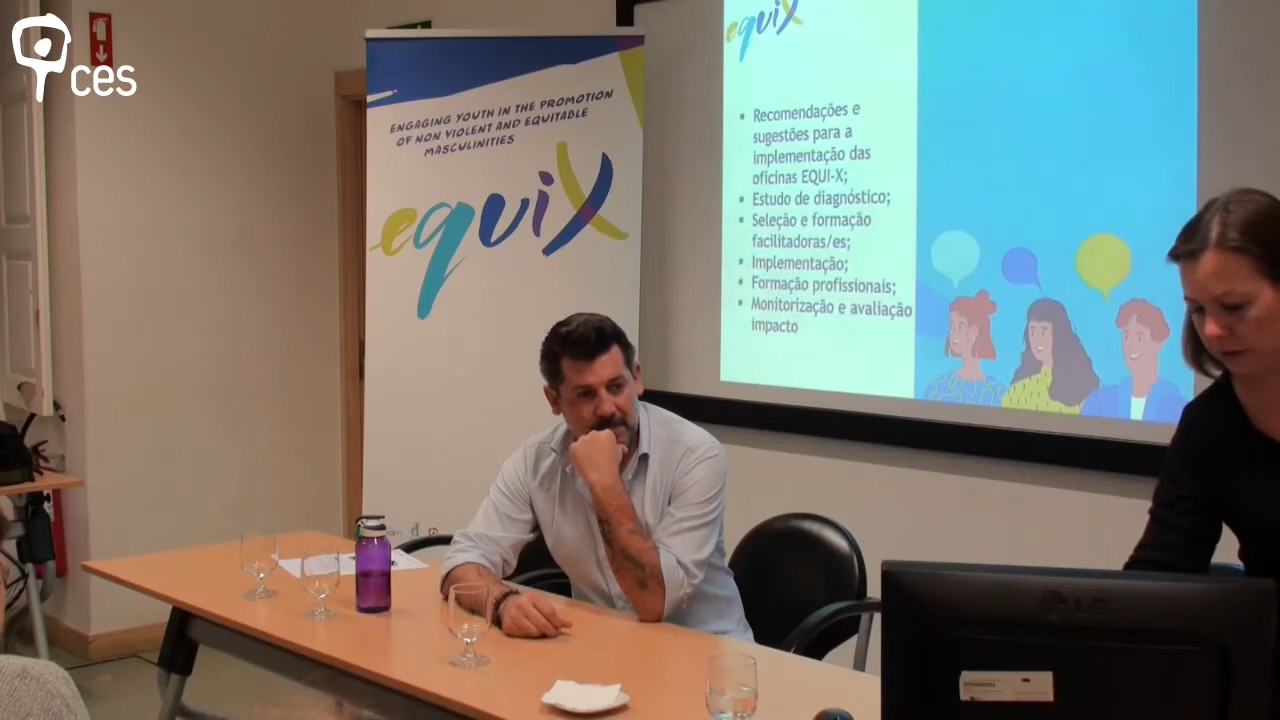 ces
ENGAGING YOUTH IN THE PROMOTION
OF NON VIOLENT AND EQUITABLE
MASCULINITIES
equiX
equiX
▪ Recomendações e
sugestões para a
implementação das
oficinas EQUI-X;
▪ Estudo de diagnóstico;
▪ Seleção e formação
facilitadoras/es;
▪ Implementação;
▪ Formação profissionais;
▪ Monitorização e avaliação
impacto
LG